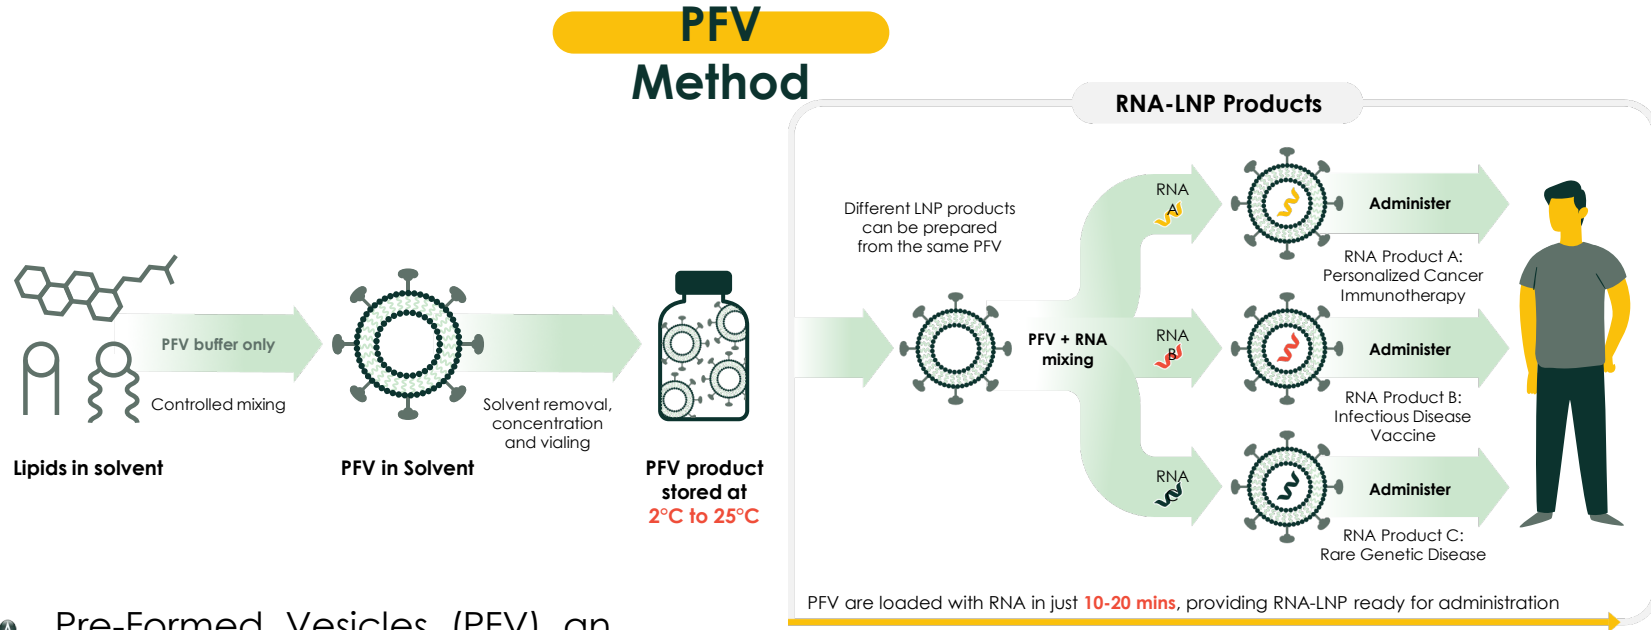 PFV
Method
RNA-LNP Products
Different LNP products
can be prepared
from the same PFV
RNA
A
Administer
RNA Product A:
Personalized Cancer
Immunotherapy
PFV buffer only
Controlled mixing
Solvent removal,
concentration
and vialing
PFV + RNA
mixing
RNA
B
Administer
RNA Product B:
Infectious Disease
Vaccine
Lipids in solvent
PFV in Solvent
PFV product
stored at
2°C to 25°C
RNA
Administer
RNA Product C:
Rare Genetic Disease
PFV are loaded with RNA in just 10-20 mins, providing RNA-LNP ready for administration
Pre-Formed Vesicles (PFV) an